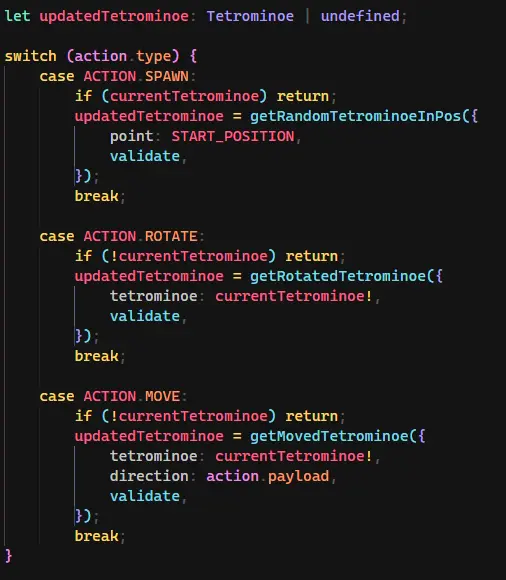 let updatedTetrominoe: Tetrominoe | undefined;
switch (action.type) {
case ACTION.SPAWN:
if (currentTetrominoe) return;
updatedTetrominoe = getRandomTetrominoeInPos({
point: START_POSITION,
validate,
});
break;
case ACTION.ROTATE:
if (!currentTetrominoe) return;
updatedTetrominoe = getRotatedTetrominoe({
tetrominoe: currentTetrominoe!,
validate,
});
break;
case ACTION.MOVE:
if (!currentTetrominoe) return;
updatedTetrominoe = getMovedTetrominoe({
tetrominoe: currentTetrominoe!,
direction: action.payload,
validate,
});
break;
}